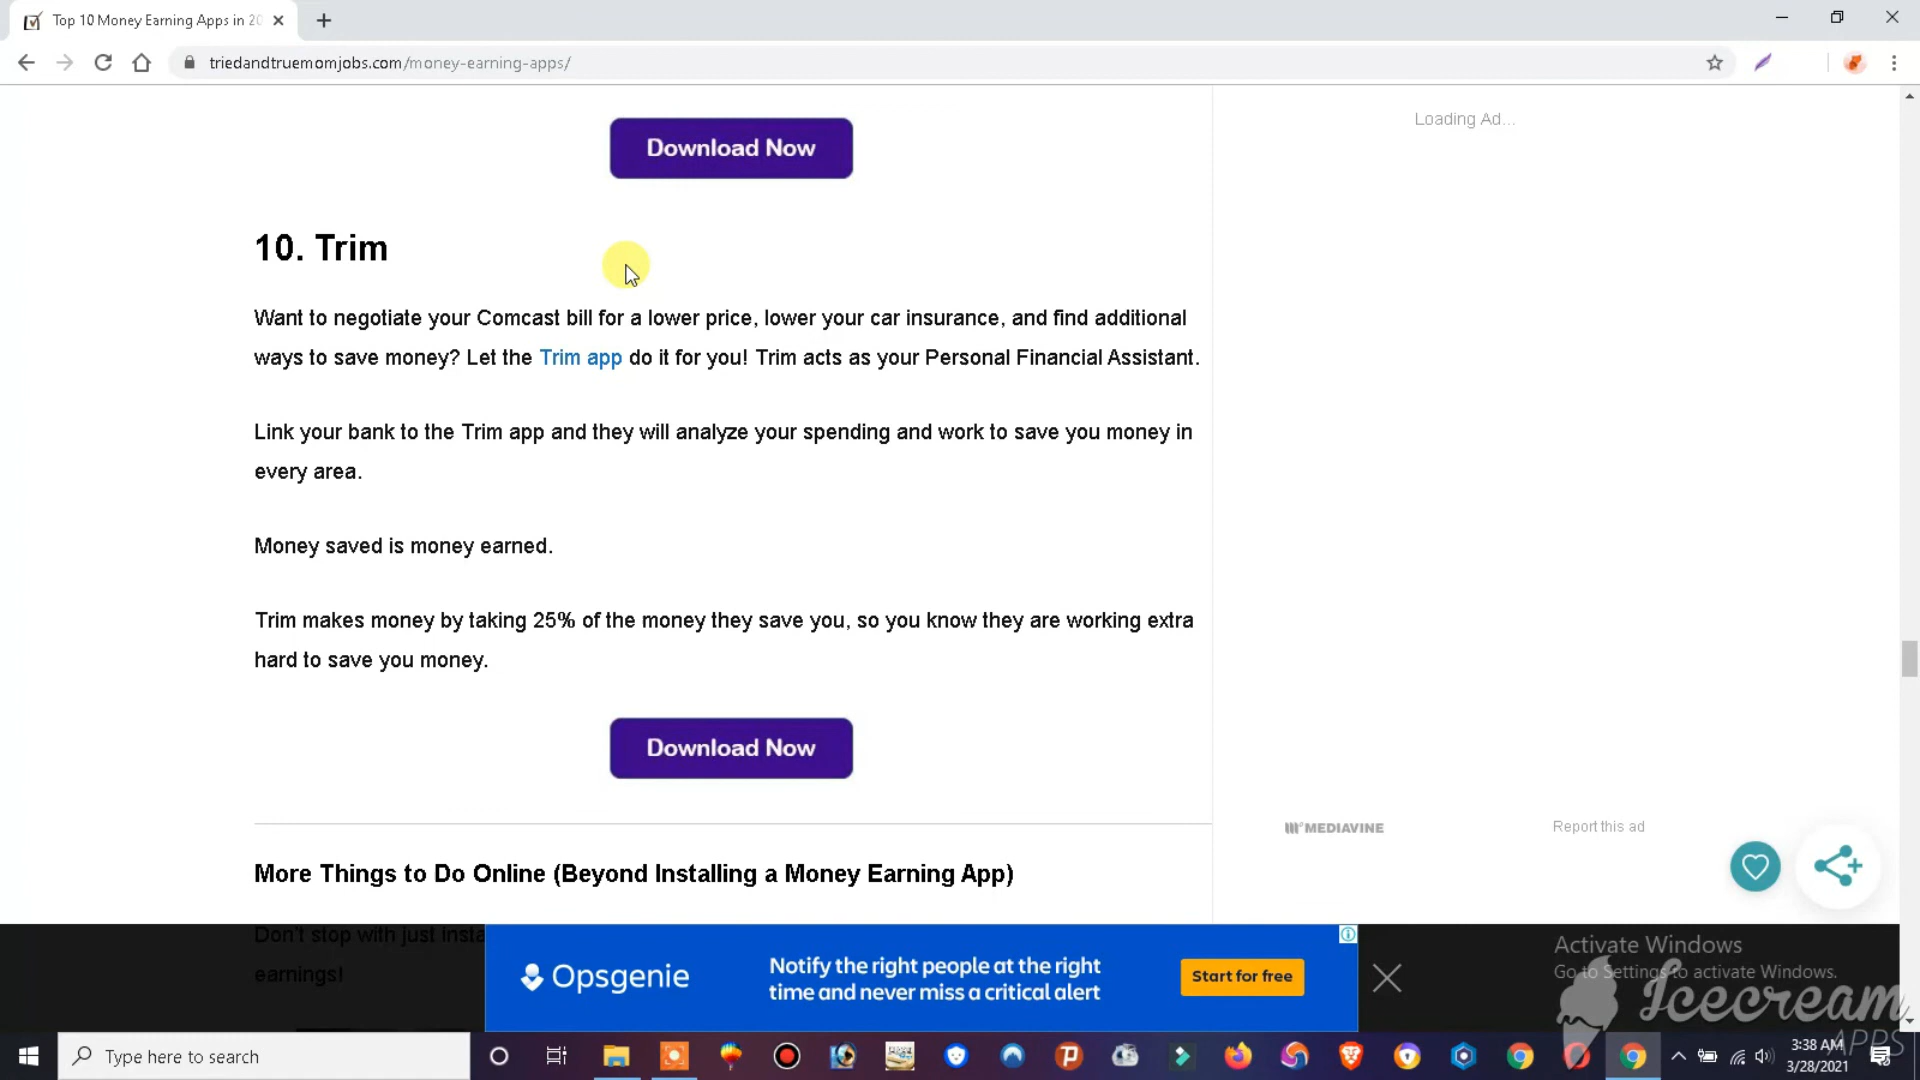 Top 10 Money Earning Apps in 20
triedandtruemomjobs.com/money-earning-apps/
Download Now
Loading Ad...
10. Trim
Want to negotiate your Comcast bill for a lower price, lower your car insurance, and find additional
ways to save money? Let the Trim app do it for you! Trim acts as your Personal Financial Assistant.
Link your bank to the Trim app and they will analyze your spending and work to save you money in
every area.
Money saved is money earned.
Trim makes money by taking 25% of the money they save you, so you know they are working extra
hard to save you money.
Download Now
MEDIAVINE
Report this ad
More Things to Do Online (Beyond Installing a Money Earning App)
Don't stop with just insta
earnings!
Opsgenie
Notify the right people at the right
time and never miss a critical alert
Start for free
Activate Windows
Go to Settings to activate Windows.
Icecream
APPS
Type here to search
3:38 AM
3/28/2021